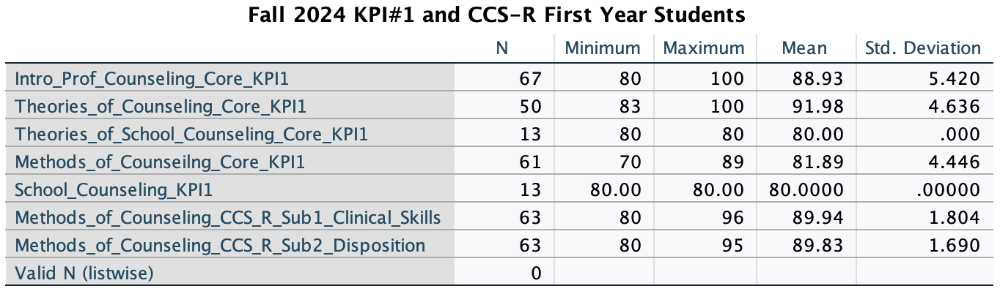 Fall 2024 KPI#1 and CCS-R First Year Students
N Minimum Maximum Mean Std. Deviation
Intro_Prof_Counseling_Core_KPI1 67 80 100 88.93 5.420
Theories_of_Counseling_Core_KPI1 50 83 100 91.98 4.636
Theories_of_School_Counseling_Core_KPI1 13 80 80 80.00 .000
Methods_of_Counseilng_Core_KPI1 61 70 89 81.89 4.446
School_Counseling_KPI1 13 80.00 80.00 80.0000 .00000
Methods_of_Counseling_CCS_R_Sub1_Clinical_Skills 63 80 96 89.94 1.804
Methods_of_Counseling_CCS_R_Sub2_Disposition 63 80 95 89.83 1.690
Valid N (listwise) 0